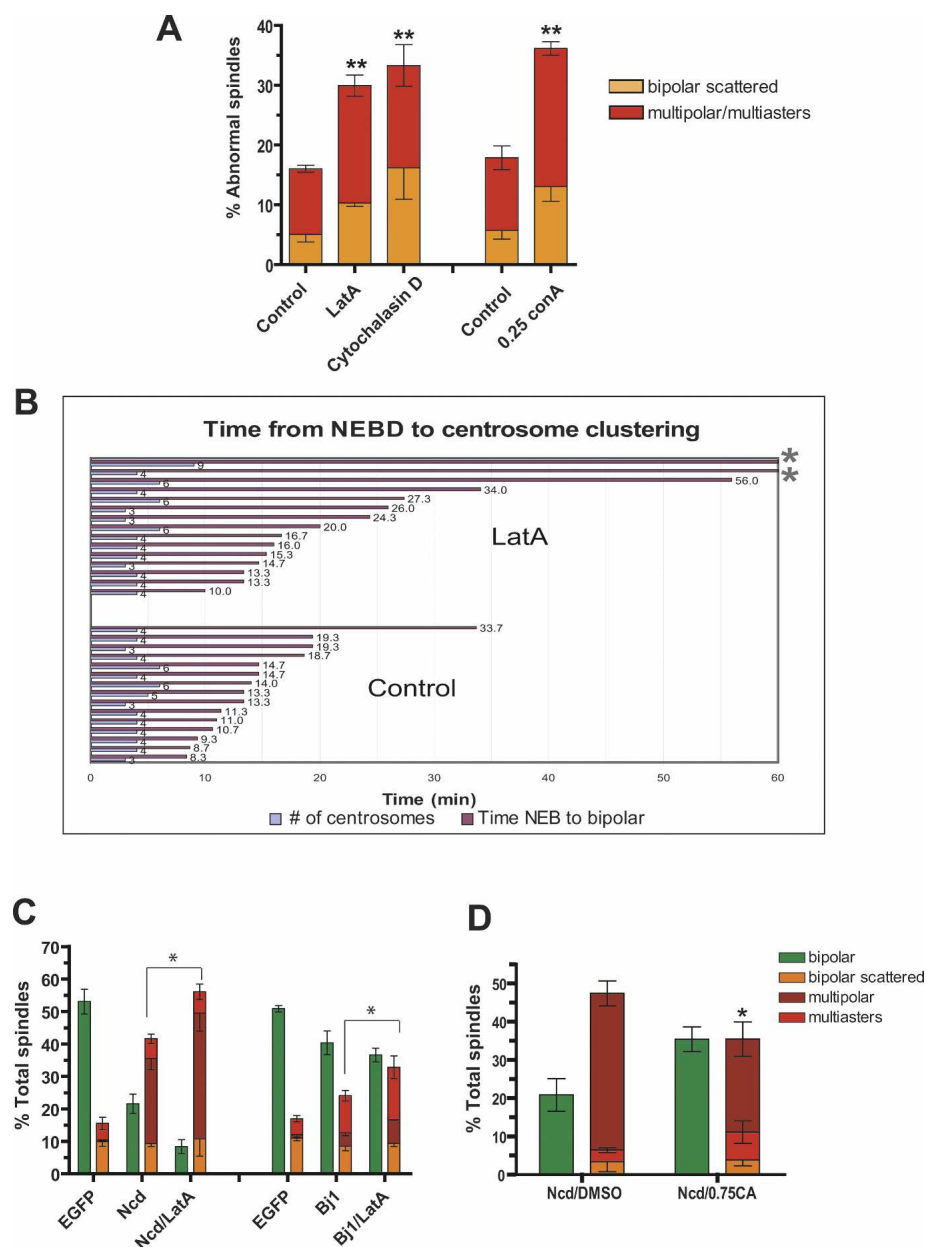 A
40
30
20
10
0
% Abnormal spindles
**
**
**
bipolar scattered
multipolar/multiasters
Control
LatA
Cytochalasin D
Control
0.25 conA
B
Time from NEBD to centrosome clustering
*
9
*
4
56.0
6
34.0
4
27.3
6
26.0
3
24.3
3
20.0
6
16.7
4
16.0
4
15.3
4
14.7
3
13.3
4
13.3
4
10.0
4
LatA
33.7
4
19.3
4
19.3
3
18.7
4
14.7
6
14.7
4
14.0
6
13.3
5
13.3
3
11.3
4
11.0
4
10.7
4
9.3
4
8.7
4
8.3
3
Control
0 10 20 30 40 50 60
Time (min)
# of centrosomes Time NEB to bipolar
C
70
60
50
40
30
20
10
0
% Total spindles
*
*
EGFP
Ncd
Ncd/LatA
EGFP
Bj1
Bj1/LatA
D
50
40
30
20
10
0
% Total spindles
*
bipolar
bipolar scattered
multipolar
multiasters
Ncd/DMSO
Ncd/0.75CA